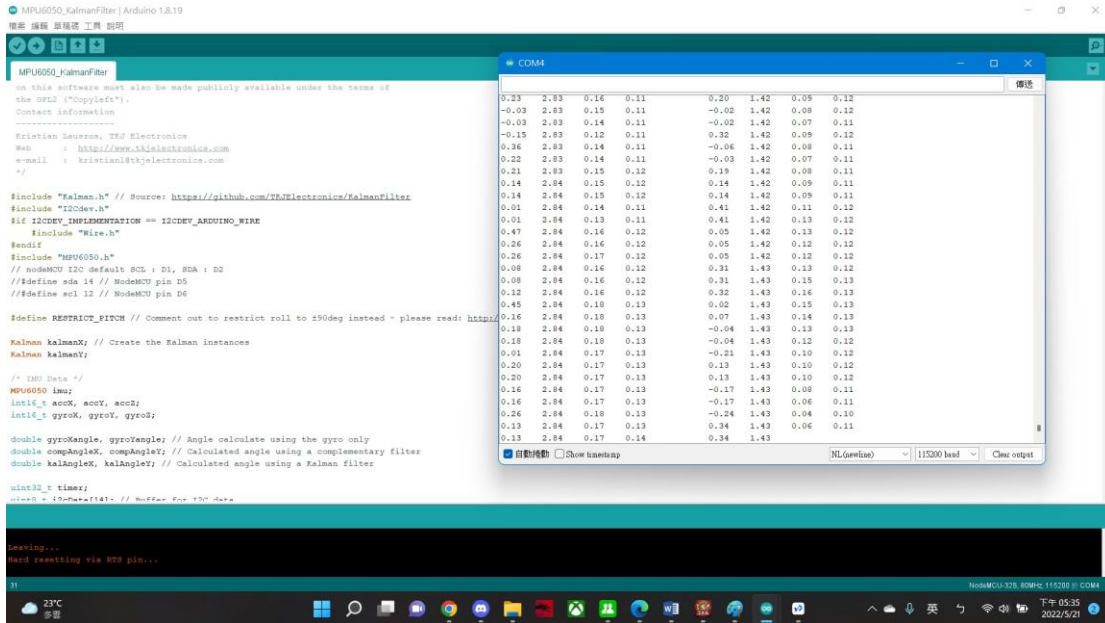 MPU6050_KalmanFilter | Arduino 1.8.19
檔案 編輯 草稿碼 工具 說明
MPU6050_KalmanFilter
on this software must also be made publicly available under the terms of
the GPL2 ("Copyleft").
Contact information
-------------------
Kristian Lauszus, TKJ Electronics
Web : http://www.tkjelectronics.com
e-mail : kristianl@tkjelectronics.com
*/
#include "Kalman.h" // Source: https://github.com/TKJElectronics/KalmanFilter
#include "I2Cdev.h"
#if I2CDEV_IMPLEMENTATION == I2CDEV_ARDUINO_WIRE
#include "Wire.h"
#endif
#include "MPU6050.h"
// nodeMCU I2C default SCL : D1, SDA : D2
//#define sda 14 // NodeMCU pin D5
//#define scl 12 // NodeMCU pin D6
#define RESTRICT_PITCH // Comment out to restrict roll to ±90deg instead - please read: http:/
Kalman kalmanX; // Create the Kalman instances
Kalman kalmanY;
/* IMU Data */
MPU6050 imu;
int16_t accX, accY, accZ;
int16_t gyroX, gyroY, gyroZ;
double gyroXangle, gyroYangle; // Angle calculate using the gyro only
double compAngleX, compAngleY; // Calculated angle using a complementary filter
double kalAngleX, kalAngleY; // Calculated angle using a Kalman filter
uint32_t timer;
uint8_t i2cData[14]; // Buffer for I2C data
COM4
傳送
0.23 2.83 0.16 0.11 0.20 1.42 0.09 0.12
-0.03 2.83 0.15 0.11 -0.02 1.42 0.08 0.12
-0.03 2.83 0.14 0.11 -0.02 1.42 0.07 0.11
-0.15 2.83 0.12 0.11 0.32 1.42 0.09 0.12
0.36 2.83 0.14 0.11 -0.06 1.42 0.08 0.11
0.22 2.83 0.14 0.11 -0.03 1.42 0.07 0.11
0.21 2.83 0.15 0.12 0.19 1.42 0.08 0.11
0.14 2.84 0.15 0.12 0.14 1.42 0.09 0.11
0.14 2.84 0.15 0.12 0.14 1.42 0.09 0.11
0.01 2.84 0.14 0.11 0.41 1.42 0.11 0.12
0.01 2.84 0.13 0.11 0.41 1.42 0.13 0.12
0.47 2.84 0.16 0.12 0.05 1.42 0.13 0.12
0.26 2.84 0.16 0.12 0.05 1.42 0.12 0.12
0.26 2.84 0.17 0.12 0.05 1.42 0.12 0.12
0.08 2.84 0.16 0.12 0.31 1.43 0.13 0.12
0.08 2.84 0.16 0.12 0.31 1.43 0.15 0.13
0.12 2.84 0.16 0.12 0.32 1.43 0.16 0.13
0.45 2.84 0.18 0.13 0.02 1.43 0.15 0.13
0.16 2.84 0.18 0.13 0.07 1.43 0.14 0.13
0.18 2.84 0.18 0.13 -0.04 1.43 0.13 0.13
0.18 2.84 0.18 0.13 -0.04 1.43 0.12 0.12
0.01 2.84 0.17 0.13 -0.21 1.43 0.10 0.12
0.20 2.84 0.17 0.13 0.13 1.43 0.10 0.12
0.20 2.84 0.17 0.13 0.13 1.43 0.10 0.12
0.16 2.84 0.17 0.13 -0.17 1.43 0.08 0.11
0.16 2.84 0.17 0.13 -0.17 1.43 0.06 0.11
0.26 2.84 0.18 0.13 -0.24 1.43 0.04 0.10
0.13 2.84 0.17 0.13 0.34 1.43 0.06 0.11
0.13 2.84 0.17 0.14 0.34 1.43
自動捲動 Show timestamp NL(newline) 115200 baud Clear output
Leaving...
Hard resetting via RTS pin...
31
NodeMCU-32S, 80MHz, 115200 於 COM4
23°C
多雲
英
下午 05:35
2022/5/21
2